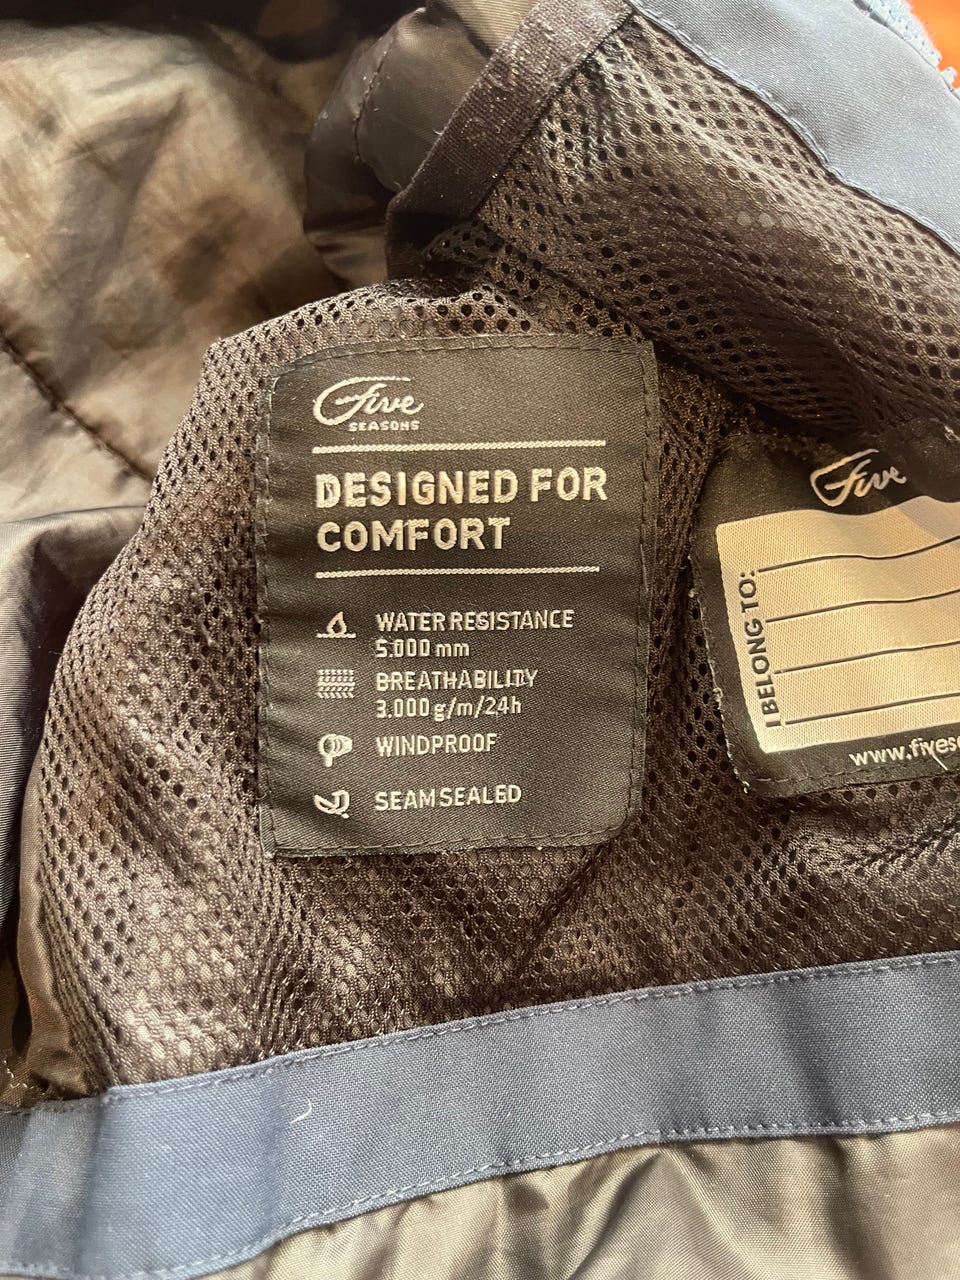 Five
SEASONS
DESIGNED FOR
COMFORT
WATER RESISTANCE
5.000 mm
BREATHABILITY
3.000 g/m/24h
WINDPROOF
SEAM SEALED
Five
I BELONG TO:
www.fives